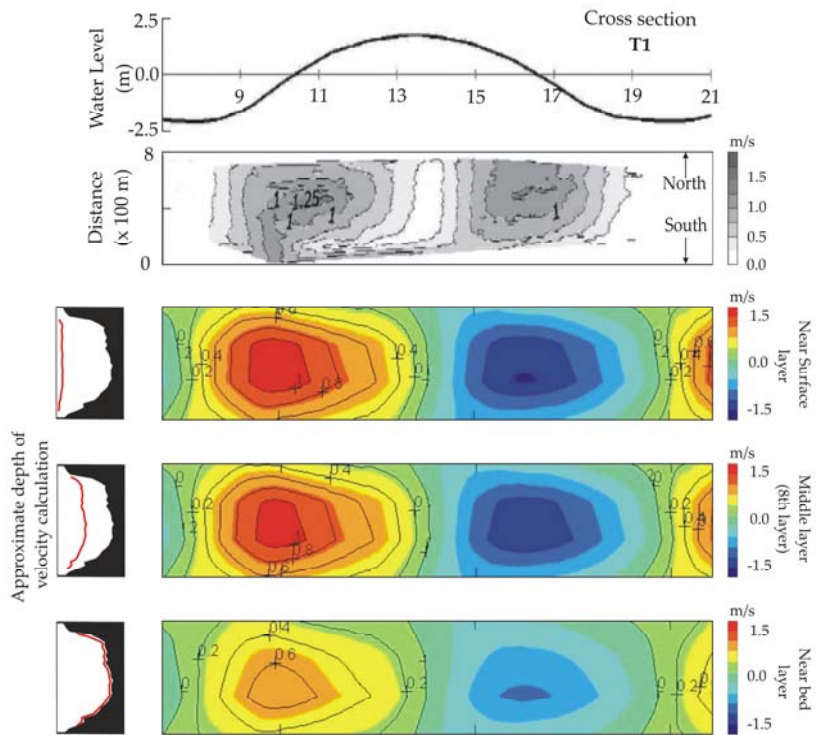 Cross section
T1
2.5
0.0
-2.5
Water Level
(m)
9 11 13 15 17 19 21
8
0
Distance
(x 100 m)
1 1.25
1 1
1
North
South
m/s
1.5
1.0
0.5
0.0
m/s
1.5
0.0
-1.5
Near Surface
layer
0.4
0.2
0.8
0.4
0.2
Approximate depth of
velocity calculation
m/s
1.5
0.0
-1.5
Middle layer
(8th layer)
0.2
0.4
0.8
0.2
m/s
1.5
0.0
-1.5
Near bed
layer
0.2
0.4
0.6
0.2